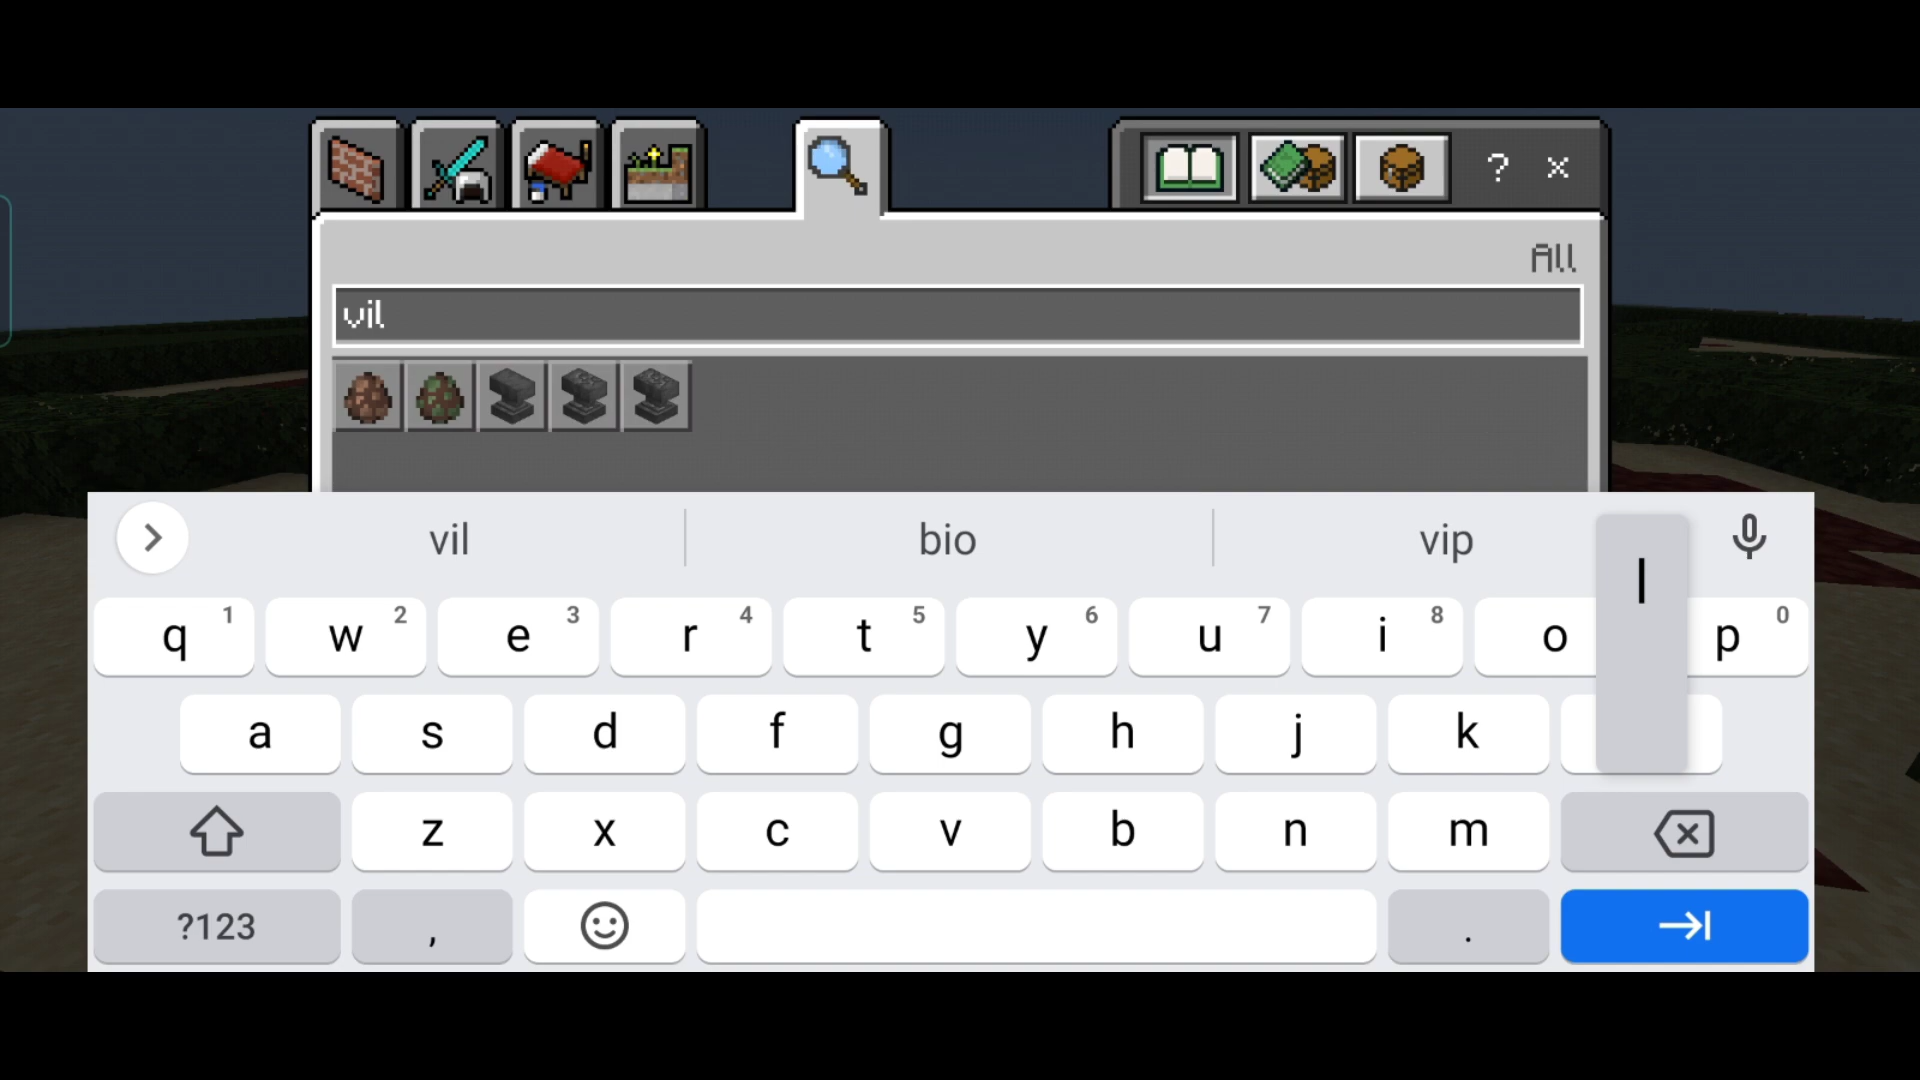 ? ×
All
vil
vil bio vip
l
q 1 w 2 e 3 r 4 t 5 y 6 u 7 i 8 o p 0
a s d f g h j k
z x c v b n m
?123 , .